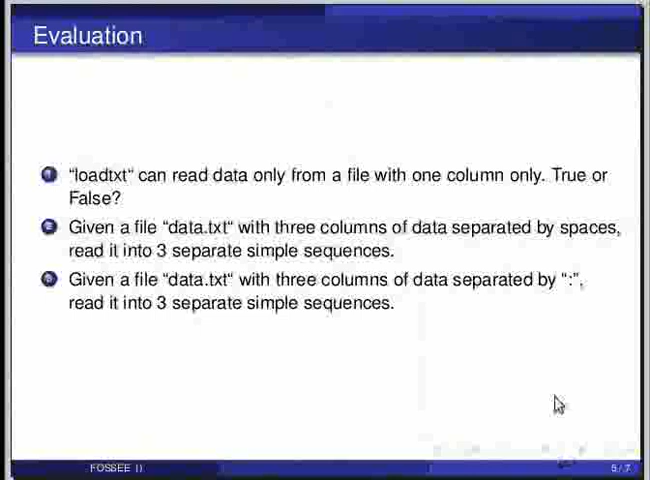 Evaluation
1 "loadtxt“ can read data only from a file with one column only. True or
False?
2 Given a file “data.txt“ with three columns of data separated by spaces,
read it into 3 separate simple sequences.
3 Given a file “data.txt“ with three columns of data separated by “:”,
read it into 3 separate simple sequences.
FOSSEE ()
5 / 7